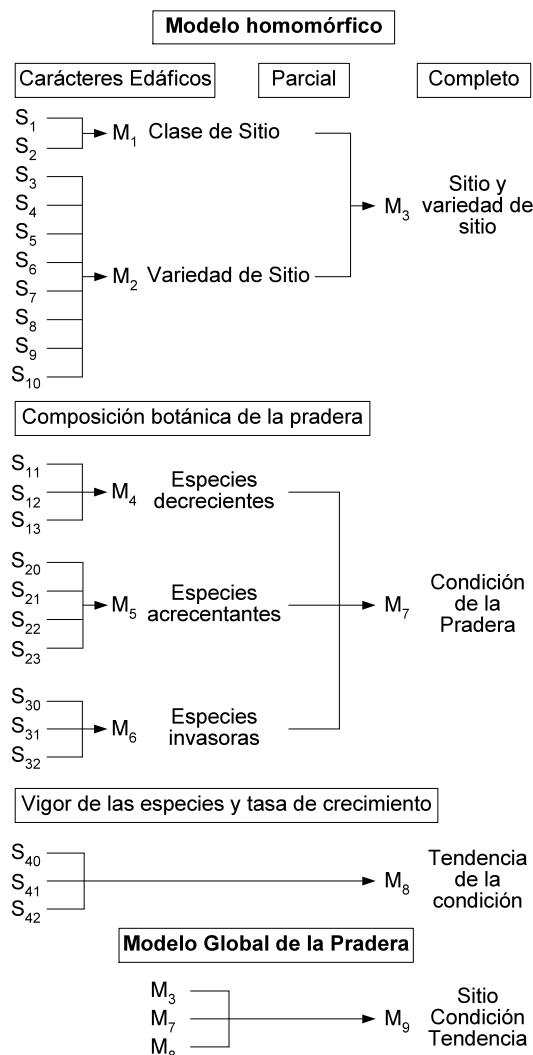 Modelo homomórfico
Carácteres Edáficos Parcial Completo
S1
S2
M1 Clase de Sitio
S3
S4
S5
S6
S7
S8
S9
S10
M2 Variedad de Sitio
M3 Sitio y
variedad de
sitio
Composición botánica de la pradera
S11
S12
S13
M4 Especies
decrecientes
S20
S21
S22
S23
M5 Especies
acrecentantes
S30
S31
S32
M6 Especies
invasoras
M7 Condición
de la
Pradera
Vigor de las especies y tasa de crecimiento
S40
S41
S42
M8 Tendencia
de la
condición
Modelo Global de la Pradera
M3
M7
M8
M9 Sitio
Condición
Tendencia